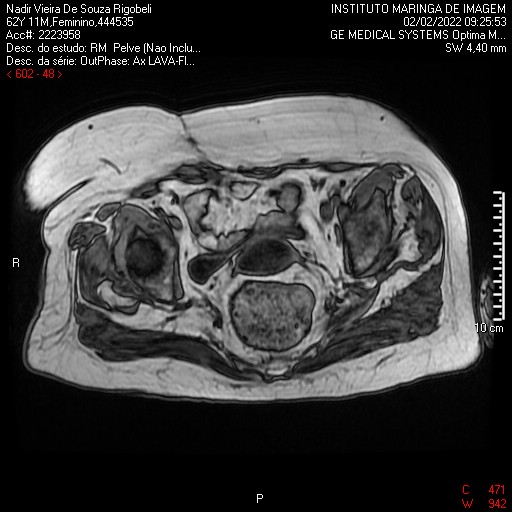 Nadir Vieira De Souza Rigobeli
62Y 11M,Feminino,444535
Acc#: 2223958
Desc. do estudo: RM Pelve (Nao Inclu...
Desc. da série: OutPhase: Ax LAVA-Fl...
< 602 - 48 >
INSTITUTO MARINGA DE IMAGEM
02/02/2022 09:25:53
GE MEDICAL SYSTEMS Optima M...
SW 4,40 mm
R
10 cm
P
C 471
W 942